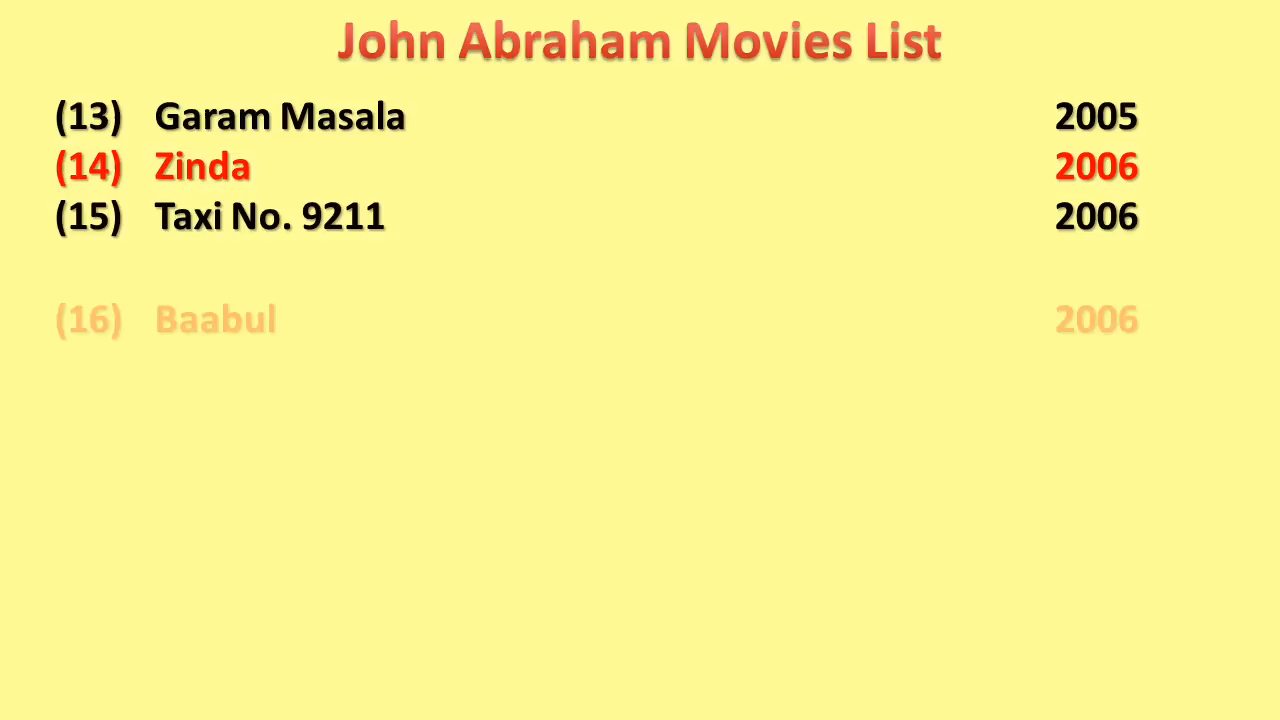 John Abraham Movies List
(13) Garam Masala 2005
(14) Zinda 2006
(15) Taxi No. 9211 2006
(16) Baabul 2006